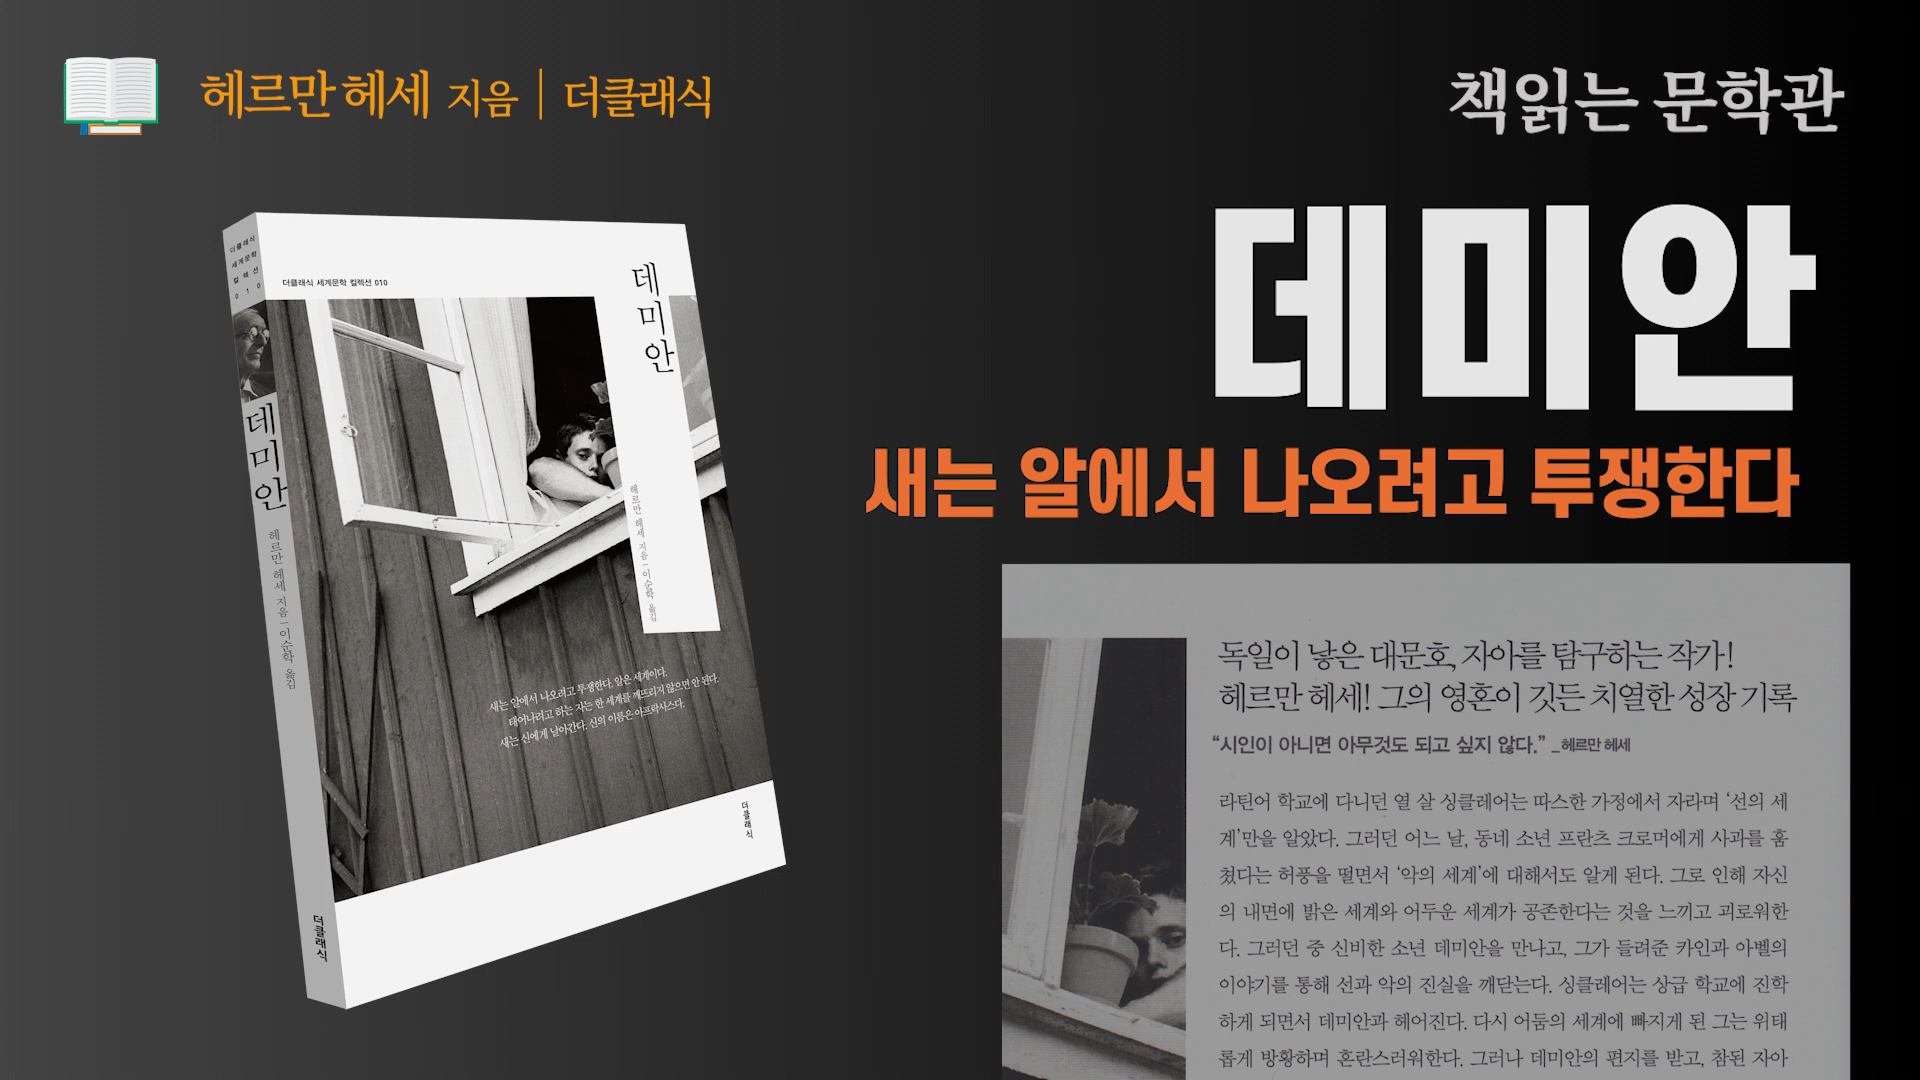 헤르만 헤세 지음 | 더클래식
책읽는 문학관
데미안
새는 알에서 나오려고 투쟁한다
더클래식
세계문학
컬렉션
010
데미안
헤르만 헤세 지음 | 이순학 옮김
더클래식
더클래식 세계문학 컬렉션 010
데미안
헤르만 헤세 지음 | 이순학 옮김
새는 알에서 나오려고 투쟁한다. 알은 세계이다.
태어나려고 하는 자는 한 세계를 깨뜨리지 않으면 안 된다.
새는 신에게 날아간다. 신의 이름은 아프락사스다.
더클래식
독일이 낳은 대문호, 자아를 탐구하는 작가!
헤르만 헤세! 그의 영혼이 깃든 치열한 성장 기록
“시인이 아니면 아무것도 되고 싶지 않다.” _헤르만 헤세
라틴어 학교에 다니던 열 살 싱클레어는 따스한 가정에서 자라며 ‘선의 세
계’만을 알았다. 그러던 어느 날, 동네 소년 프란츠 크로머에게 사과를 훔
쳤다는 허풍을 떨면서 ‘악의 세계’에 대해서도 알게 된다. 그로 인해 자신
의 내면에 밝은 세계와 어두운 세계가 공존한다는 것을 느끼고 괴로워한
다. 그러던 중 신비한 소년 데미안을 만나고, 그가 들려준 카인과 아벨의
이야기를 통해 선과 악의 진실을 깨닫는다. 싱클레어는 상급 학교에 진학
하게 되면서 데미안과 헤어진다. 다시 어둠의 세계에 빠지게 된 그는 위태
롭게 방황하며 혼란스러워한다. 그러나 데미안의 편지를 받고, 참된 자아